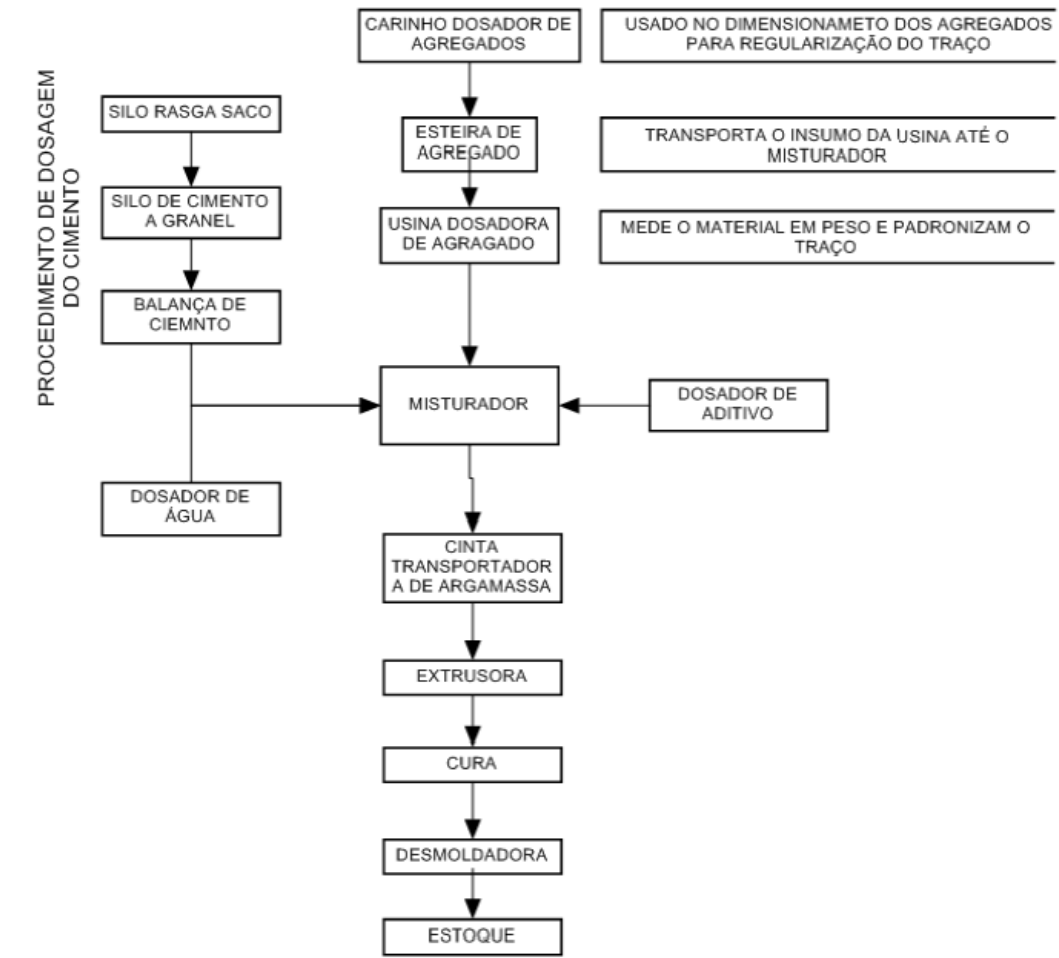 CARINHO DOSADOR DE
AGREGADOS
USADO NO DIMENSIONAMETO DOS AGREGADOS
PARA REGULARIZAÇÃO DO TRAÇO
PROCEDIMENTO DE DOSAGEM
DO CIMENTO
SILO RASGA SACO
ESTEIRA DE
AGREGADO
TRANSPORTA O INSUMO DA USINA ATÉ O
MISTURADOR
SILO DE CIMENTO
A GRANEL
USINA DOSADORA
DE AGRAGADO
MEDE O MATERIAL EM PESO E PADRONIZAM O
TRAÇO
BALANÇA DE
CIEMNTO
MISTURADOR
DOSADOR DE
ADITIVO
DOSADOR DE
ÁGUA
CINTA
TRANSPORTADOR
A DE ARGAMASSA
EXTRUSORA
CURA
DESMOLDADORA
ESTOQUE